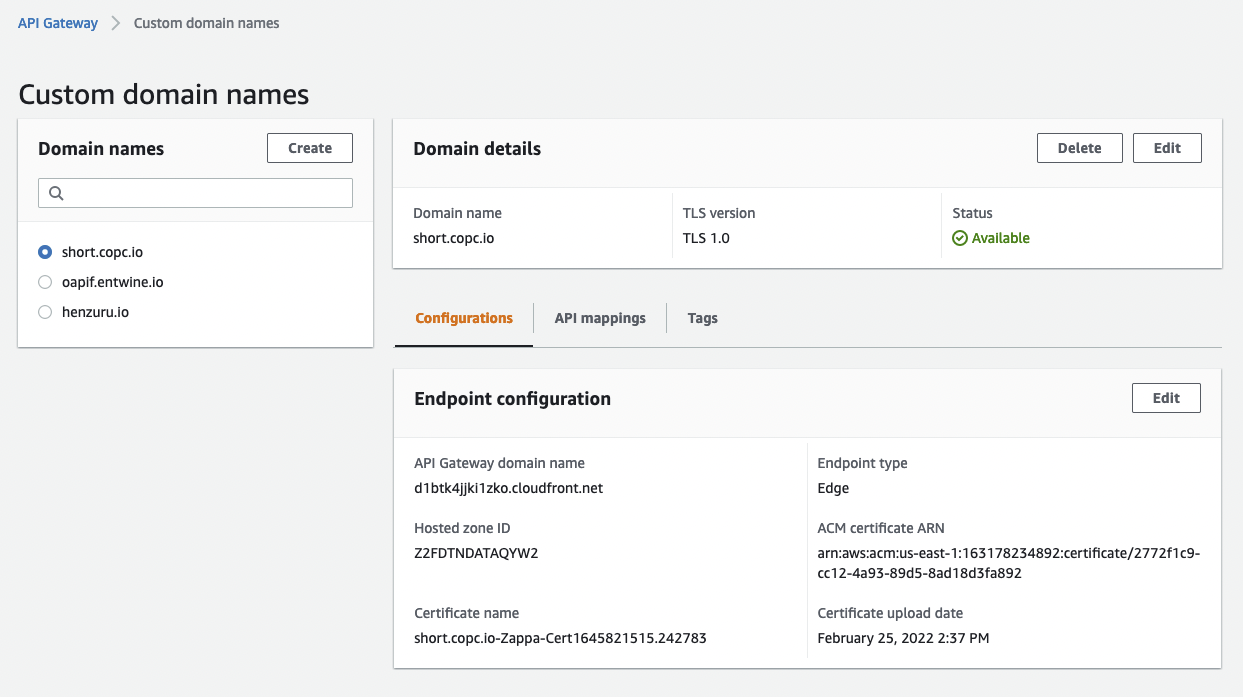 API Gateway > Custom domain names
Custom domain names
Domain names
Create
short.copc.io
oapif.entwine.io
henzuru.io
Domain details
Delete
Edit
Domain name
short.copc.io
TLS version
TLS 1.0
Status
Available
Configurations
API mappings
Tags
Endpoint configuration
Edit
API Gateway domain name
d1btk4jjki1zko.cloudfront.net
Endpoint type
Edge
Hosted zone ID
Z2FDTNDATAQYW2
ACM certificate ARN
arn:aws:acm:us-east-1:163178234892:certificate/2772f1c9-
cc12-4a93-89d5-8ad18d3fa892
Certificate name
short.copc.io-Zappa-Cert1645821515.242783
Certificate upload date
February 25, 2022 2:37 PM